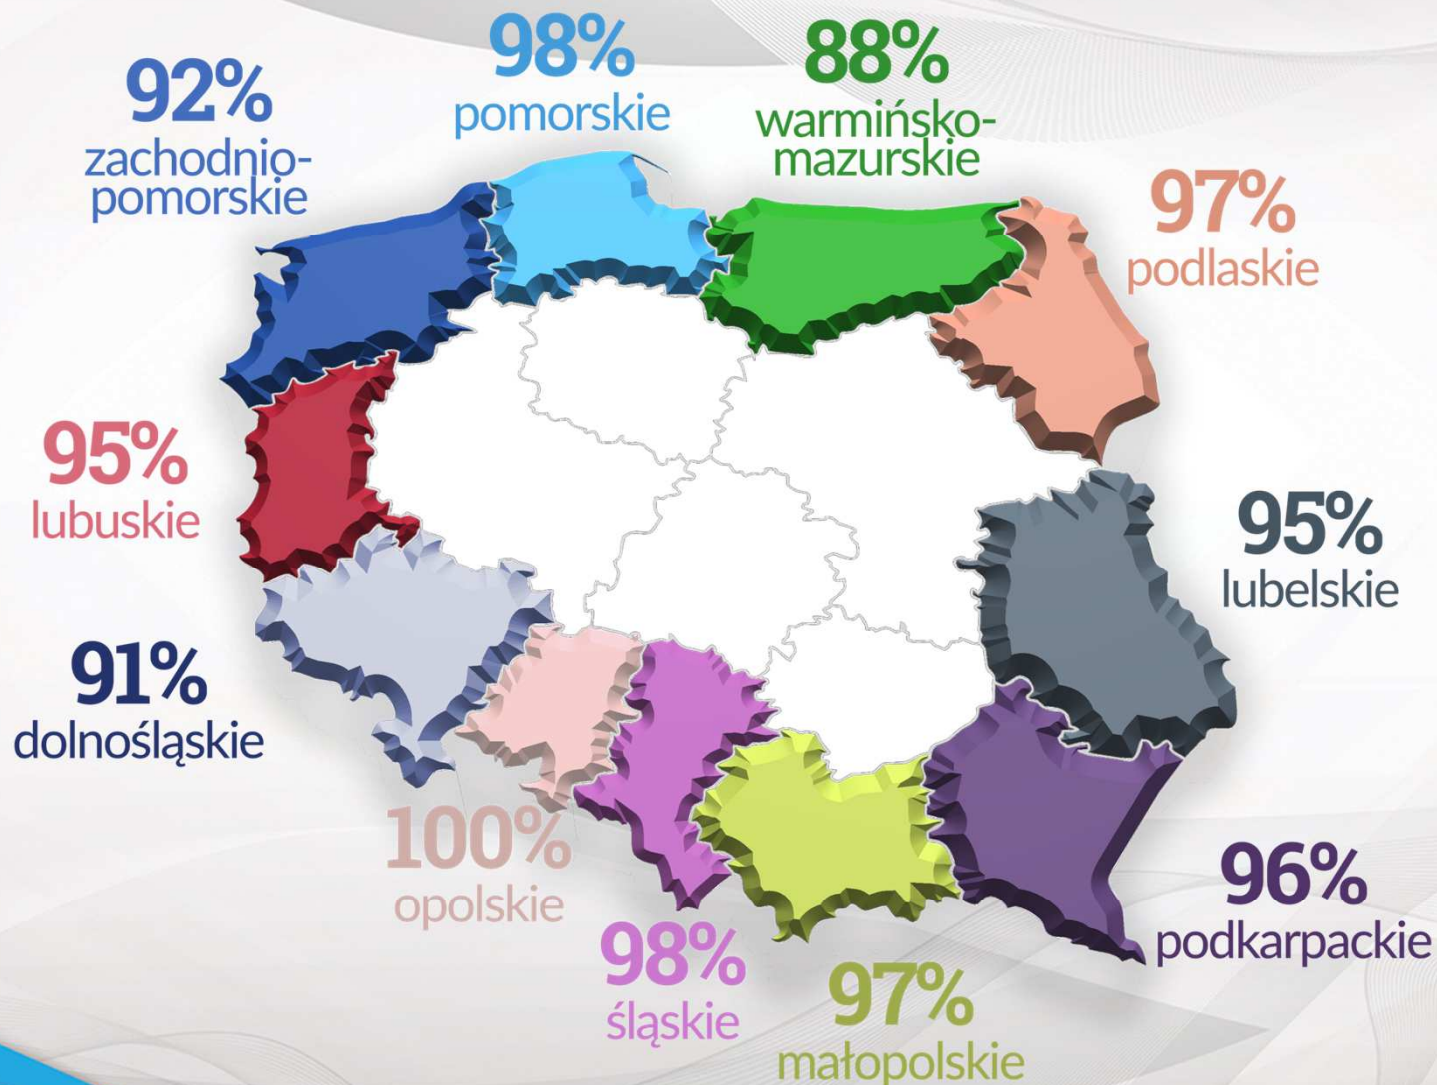 98%
pomorskie
88%
warmińsko-
mazurskie
92%
zachodnio-
pomorskie
97%
podlaskie
95%
lubuskie
95%
lubelskie
91%
dolnośląskie
100%
opolskie
96%
podkarpackie
98%
śląskie
97%
małopolskie